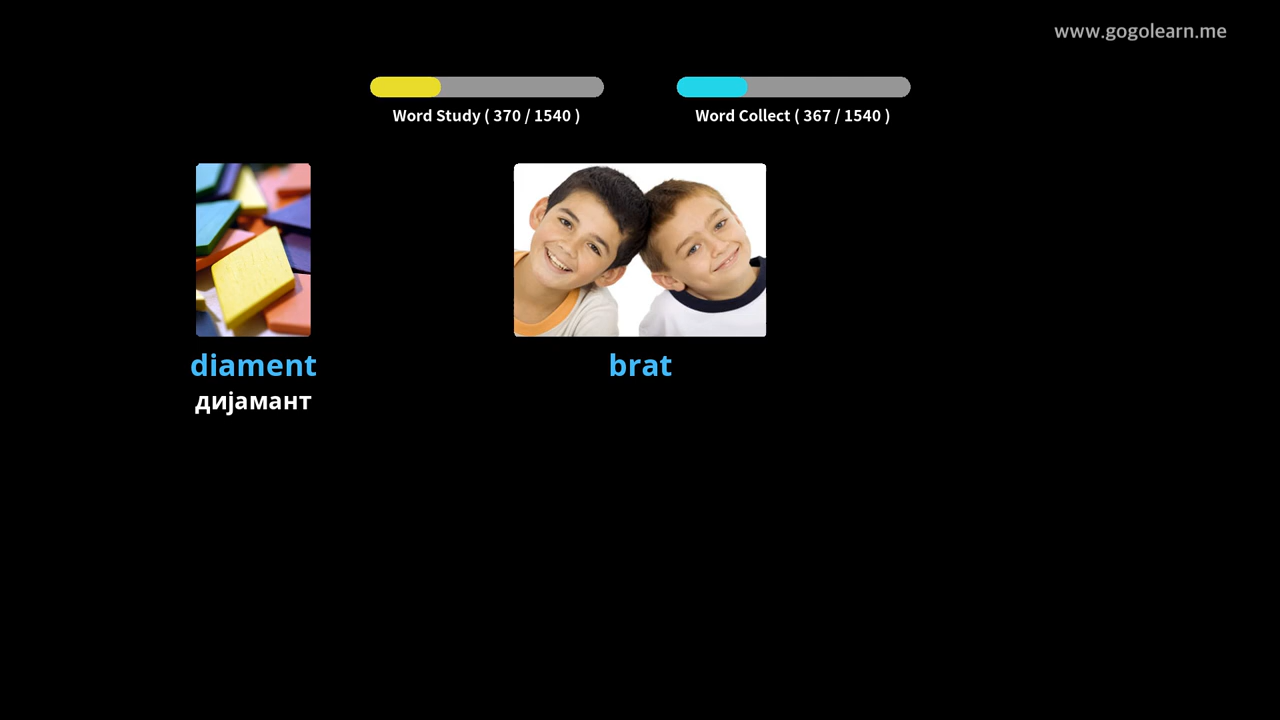 www.gogolearn.me
Word Study ( 370 / 1540 )
Word Collect ( 367 / 1540 )
diament
дијамант
brat